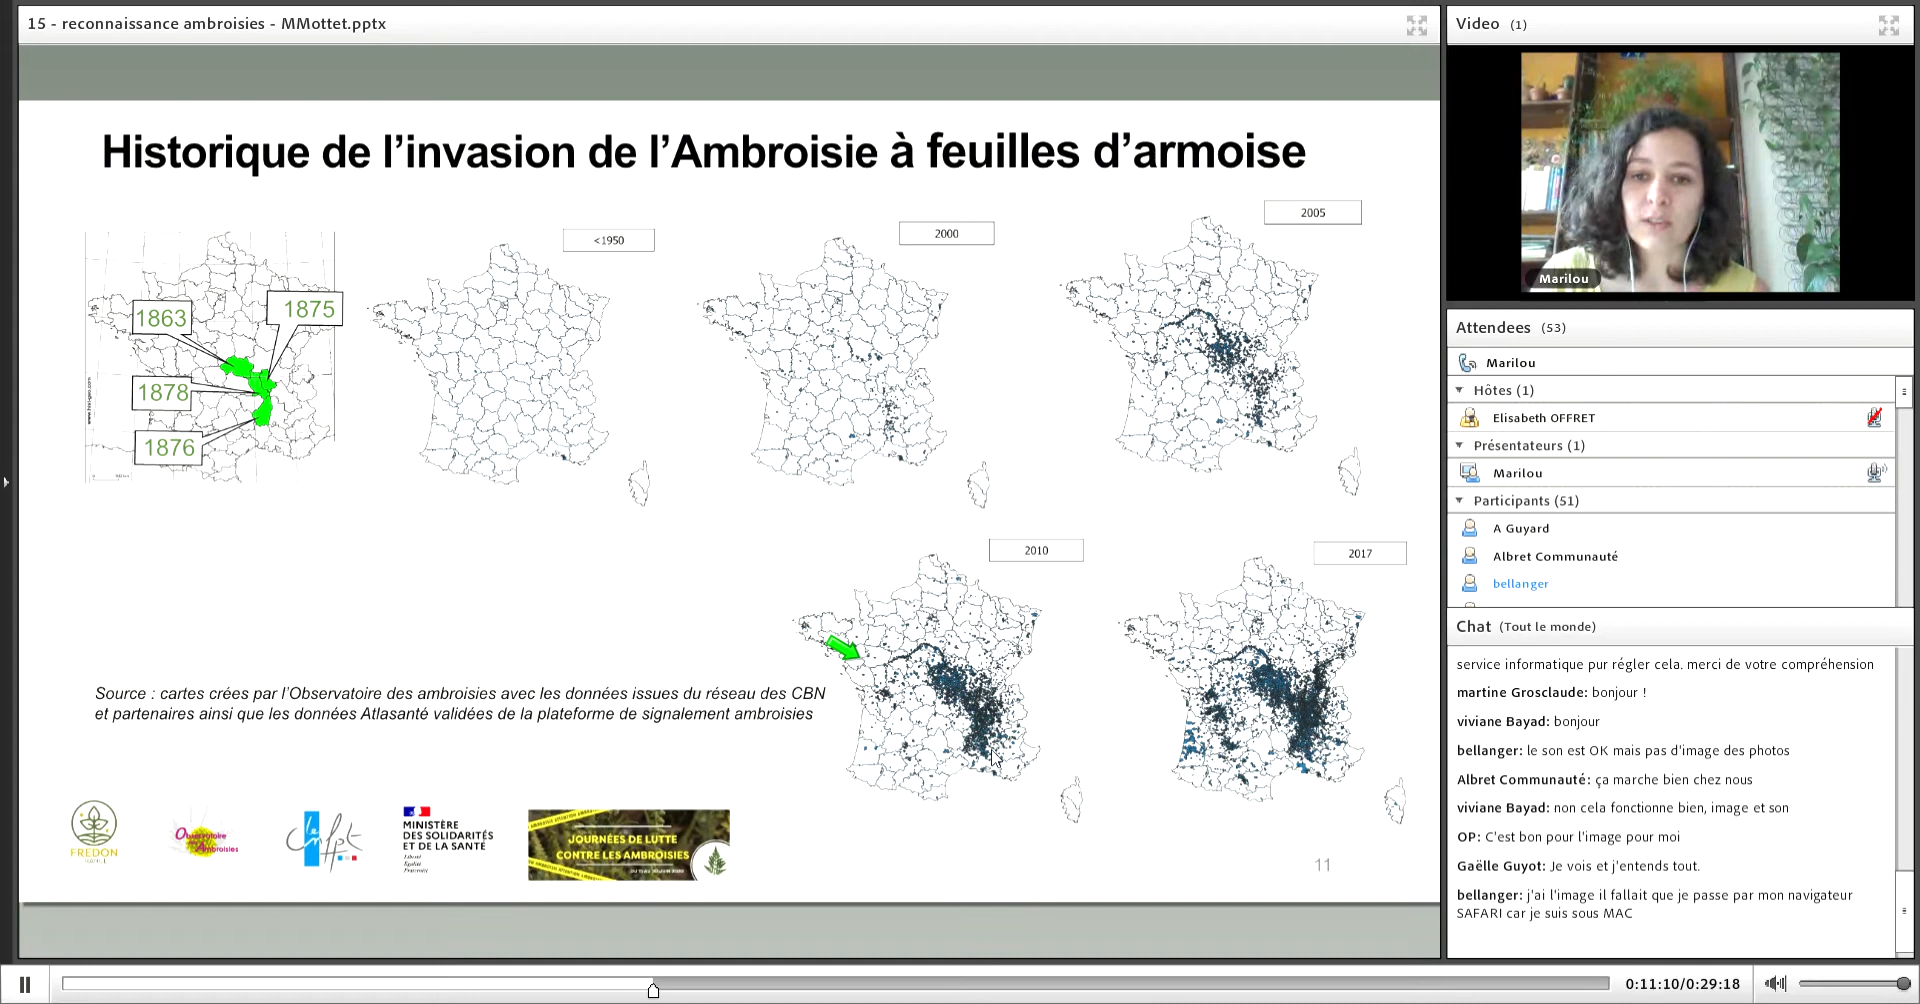 15 - reconnaissance ambroisies - MMottet.pptx
Historique de l'invasion de l'Ambroisie à feuilles d'armoise
1863
1875
1878
1876
<1950
2000
2005
2010
2017
Source : cartes créées par l'Observatoire des ambroisies avec les données issues du réseau des CBN
et partenaires ainsi que les données Atlasanté validées de la plateforme de signalement ambroisies
FREDON
Observatoire
Ambroisies
cnfpt
MINISTÈRE
DES SOLIDARITÉS
ET DE LA SANTÉ
Liberté
Égalité
Fraternité
JOURNÉES DE LUTTE
CONTRE LES AMBROISIES
11
Video (1)
Marilou
Attendees (53)
Marilou
Hôtes (1)
Elisabeth OFFRET
Présentateurs (1)
Marilou
Participants (51)
A Guyard
Albret Communauté
bellanger
Chat (Tout le monde)
service informatique pur régler cela. merci de votre compréhension
martine Grosclaude: bonjour !
viviane Bayad: bonjour
bellanger: le son est OK mais pas d'image des photos
Albret Communauté: ça marche bien chez nous
viviane Bayad: non cela fonctionne bien, image et son
OP: C'est bon pour l'image pour moi
Gaëlle Guyot: Je vois et j'entends tout.
bellanger: j'ai l'image il fallait que je passe par mon navigateur
SAFARI car je suis sous MAC
0:11:10/0:29:18